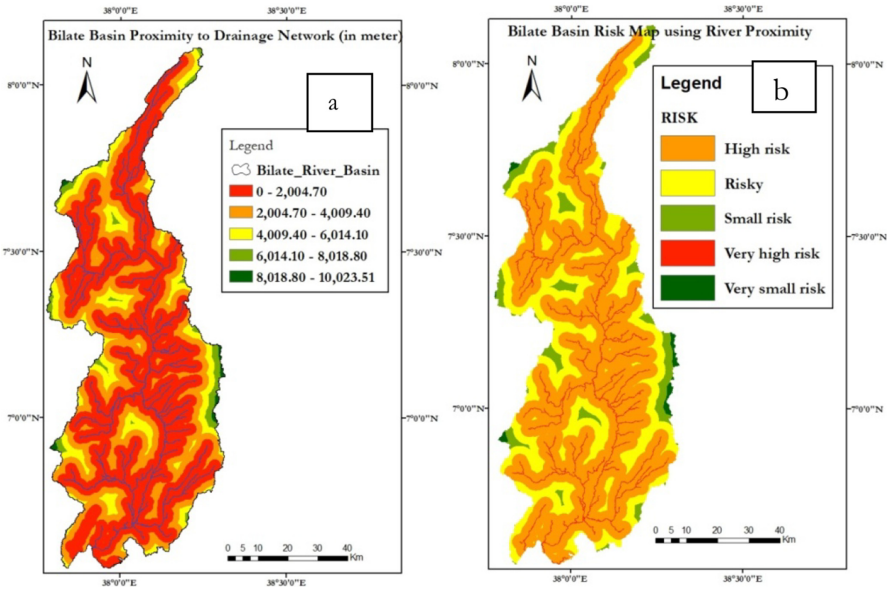 38°0'0"E 38°30'0"E
Bilate Basin Proximity to Drainage Network (in meter)
N
a
8°0'0"N
8°0'0"N
Legend
Bilate_River_Basin
0 - 2,004.70
2,004.70 - 4,009.40
4,009.40 - 6,014.10
6,014.10 - 8,018.80
8,018.80 - 10,023.51
7°30'0"N
7°30'0"N
7°0'0"N
7°0'0"N
0 5 10 20 30 40
Km
38°0'0"E 38°30'0"E
38°0'0"E 38°30'0"E
Bilate Basin Risk Map using River Proximity
N
b
8°0'0"N
8°0'0"N
Legend
RISK
High risk
Risky
Small risk
Very high risk
Very small risk
7°30'0"N
7°30'0"N
7°0'0"N
7°0'0"N
0 5 10 20 30 40
Km
38°0'0"E 38°30'0"E